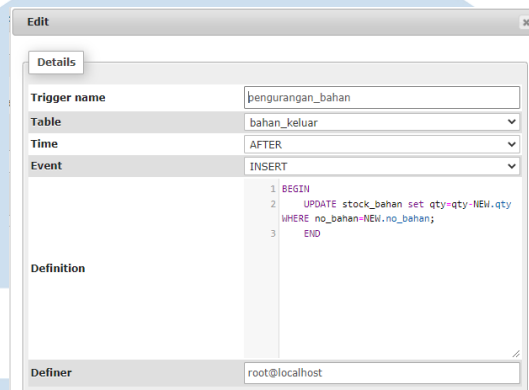 Edit
Details
Trigger name pengurangan_bahan
Table bahan_keluar
Time AFTER
Event INSERT
Definition
1 BEGIN
2 UPDATE stock_bahan set qty=qty-NEW.qty
WHERE no_bahan=NEW.no_bahan;
3 END
Definer root@localhost